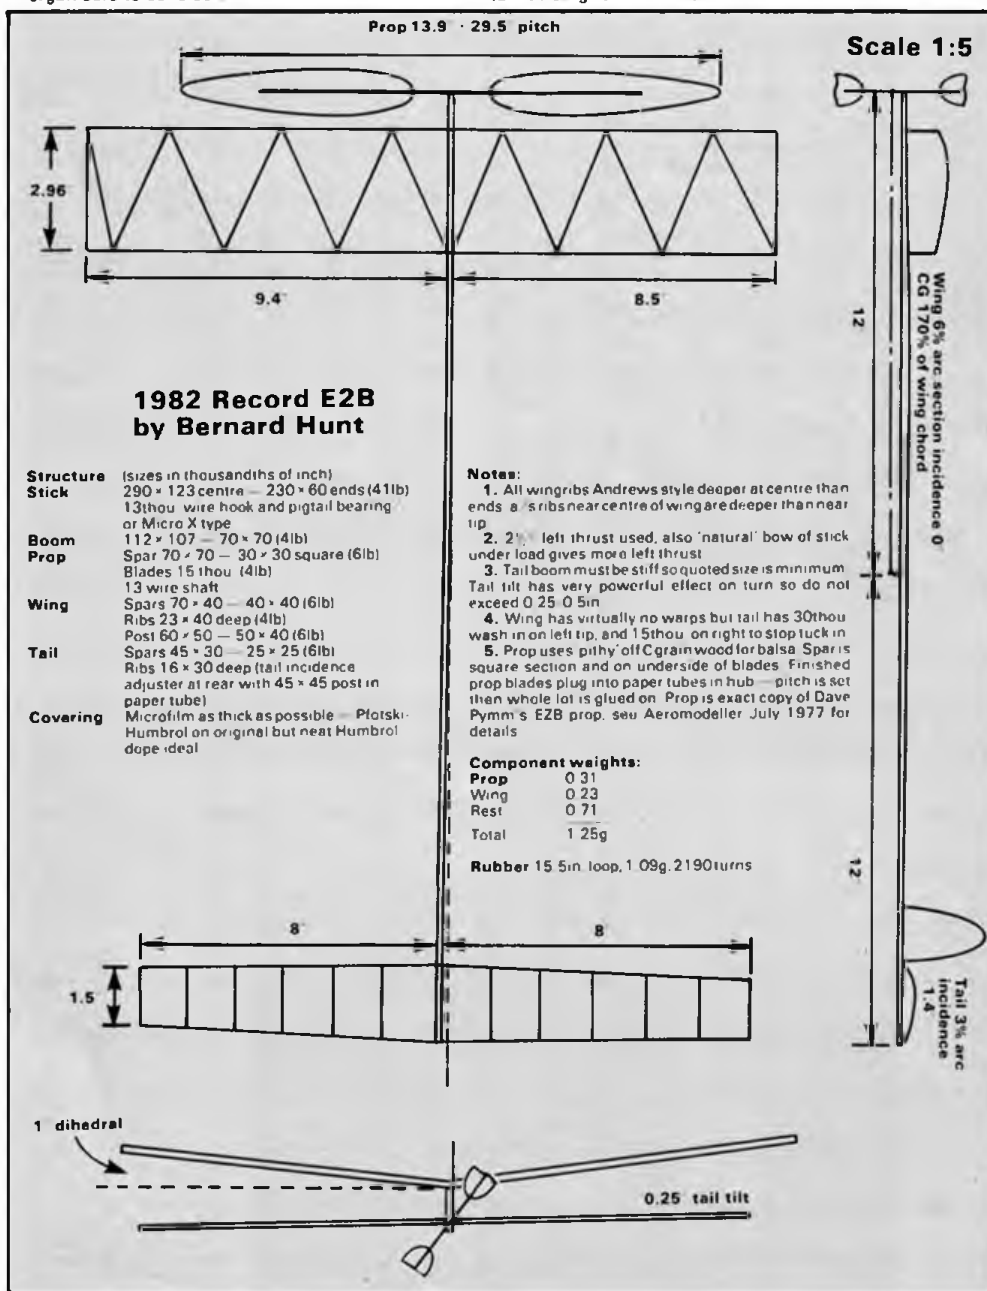 Prop 13.9" · 29.5" pitch
Scale 1:5
2.96"
9.4"
8.5"
12"
Wing 6% arc section incidence 0°
CG 170% of wing chord
1982 Record E2B
by Bernard Hunt
Structure (sizes in thousandths of inch)
Stick 290 × 123 centre — 230 × 60 ends (4lb)
13thou wire hook and pigtail bearing
or Micro X type
Boom 112 × 107 — 70 × 70 (4lb)
Prop Spar 70 × 70 — 30 × 30 square (6lb)
Blades 15 thou (4lb)
13 wire shaft
Wing Spars 70 × 40 — 40 × 40 (6lb)
Ribs 23 × 40 deep (4lb)
Post 60 × 50 — 50 × 40 (6lb)
Tail Spars 45 × 30 — 25 × 25 (6lb)
Ribs 16 × 30 deep (tail incidence
adjuster at rear with 45 × 45 post in
paper tube)
Covering Microfilm as thick as possible — Plotski-
Humbrol on original but neat Humbrol
dope ideal
Notes:
1. All wingribs Andrews style deeper at centre than
ends ribs near centre of wing are deeper than near
tip
2. left thrust used, also 'natural' bow of stick
under load gives more left thrust
3. Tail boom must be stiff so quoted size is minimum
Tail tilt has very powerful effect on turn so do not
exceed 0.25-0.5in
4. Wing has virtually no warps but tail has 30thou
wash in on left tip, and 15thou on right to stop tuck in
5. Prop uses 'pithy' off C grain wood for balsa. Spar is
square section and on underside of blades. Finished
prop blades plug into paper tubes in hub — pitch is set
then whole lot is glued on. Prop is exact copy of Dave
Pymm's EZB prop, see Aeromodeller July 1977 for
details
Component weights:
Prop 0.31
Wing 0.23
Rest 0.71
Total 1.25g
Rubber 15.5in. loop, 1.09g. 2190 turns
12"
8"
8"
1.5"
Tail 3% arc
incidence
1.4"
1" dihedral
0.25" tail tilt